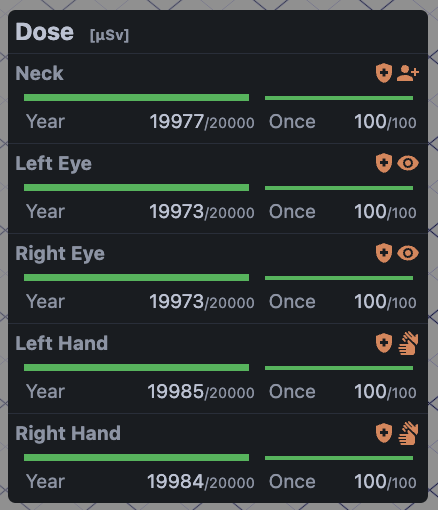 Dose [μSv]
Neck
Year 19977/20000 Once 100/100
Left Eye
Year 19973/20000 Once 100/100
Right Eye
Year 19973/20000 Once 100/100
Left Hand
Year 19985/20000 Once 100/100
Right Hand
Year 19984/20000 Once 100/100